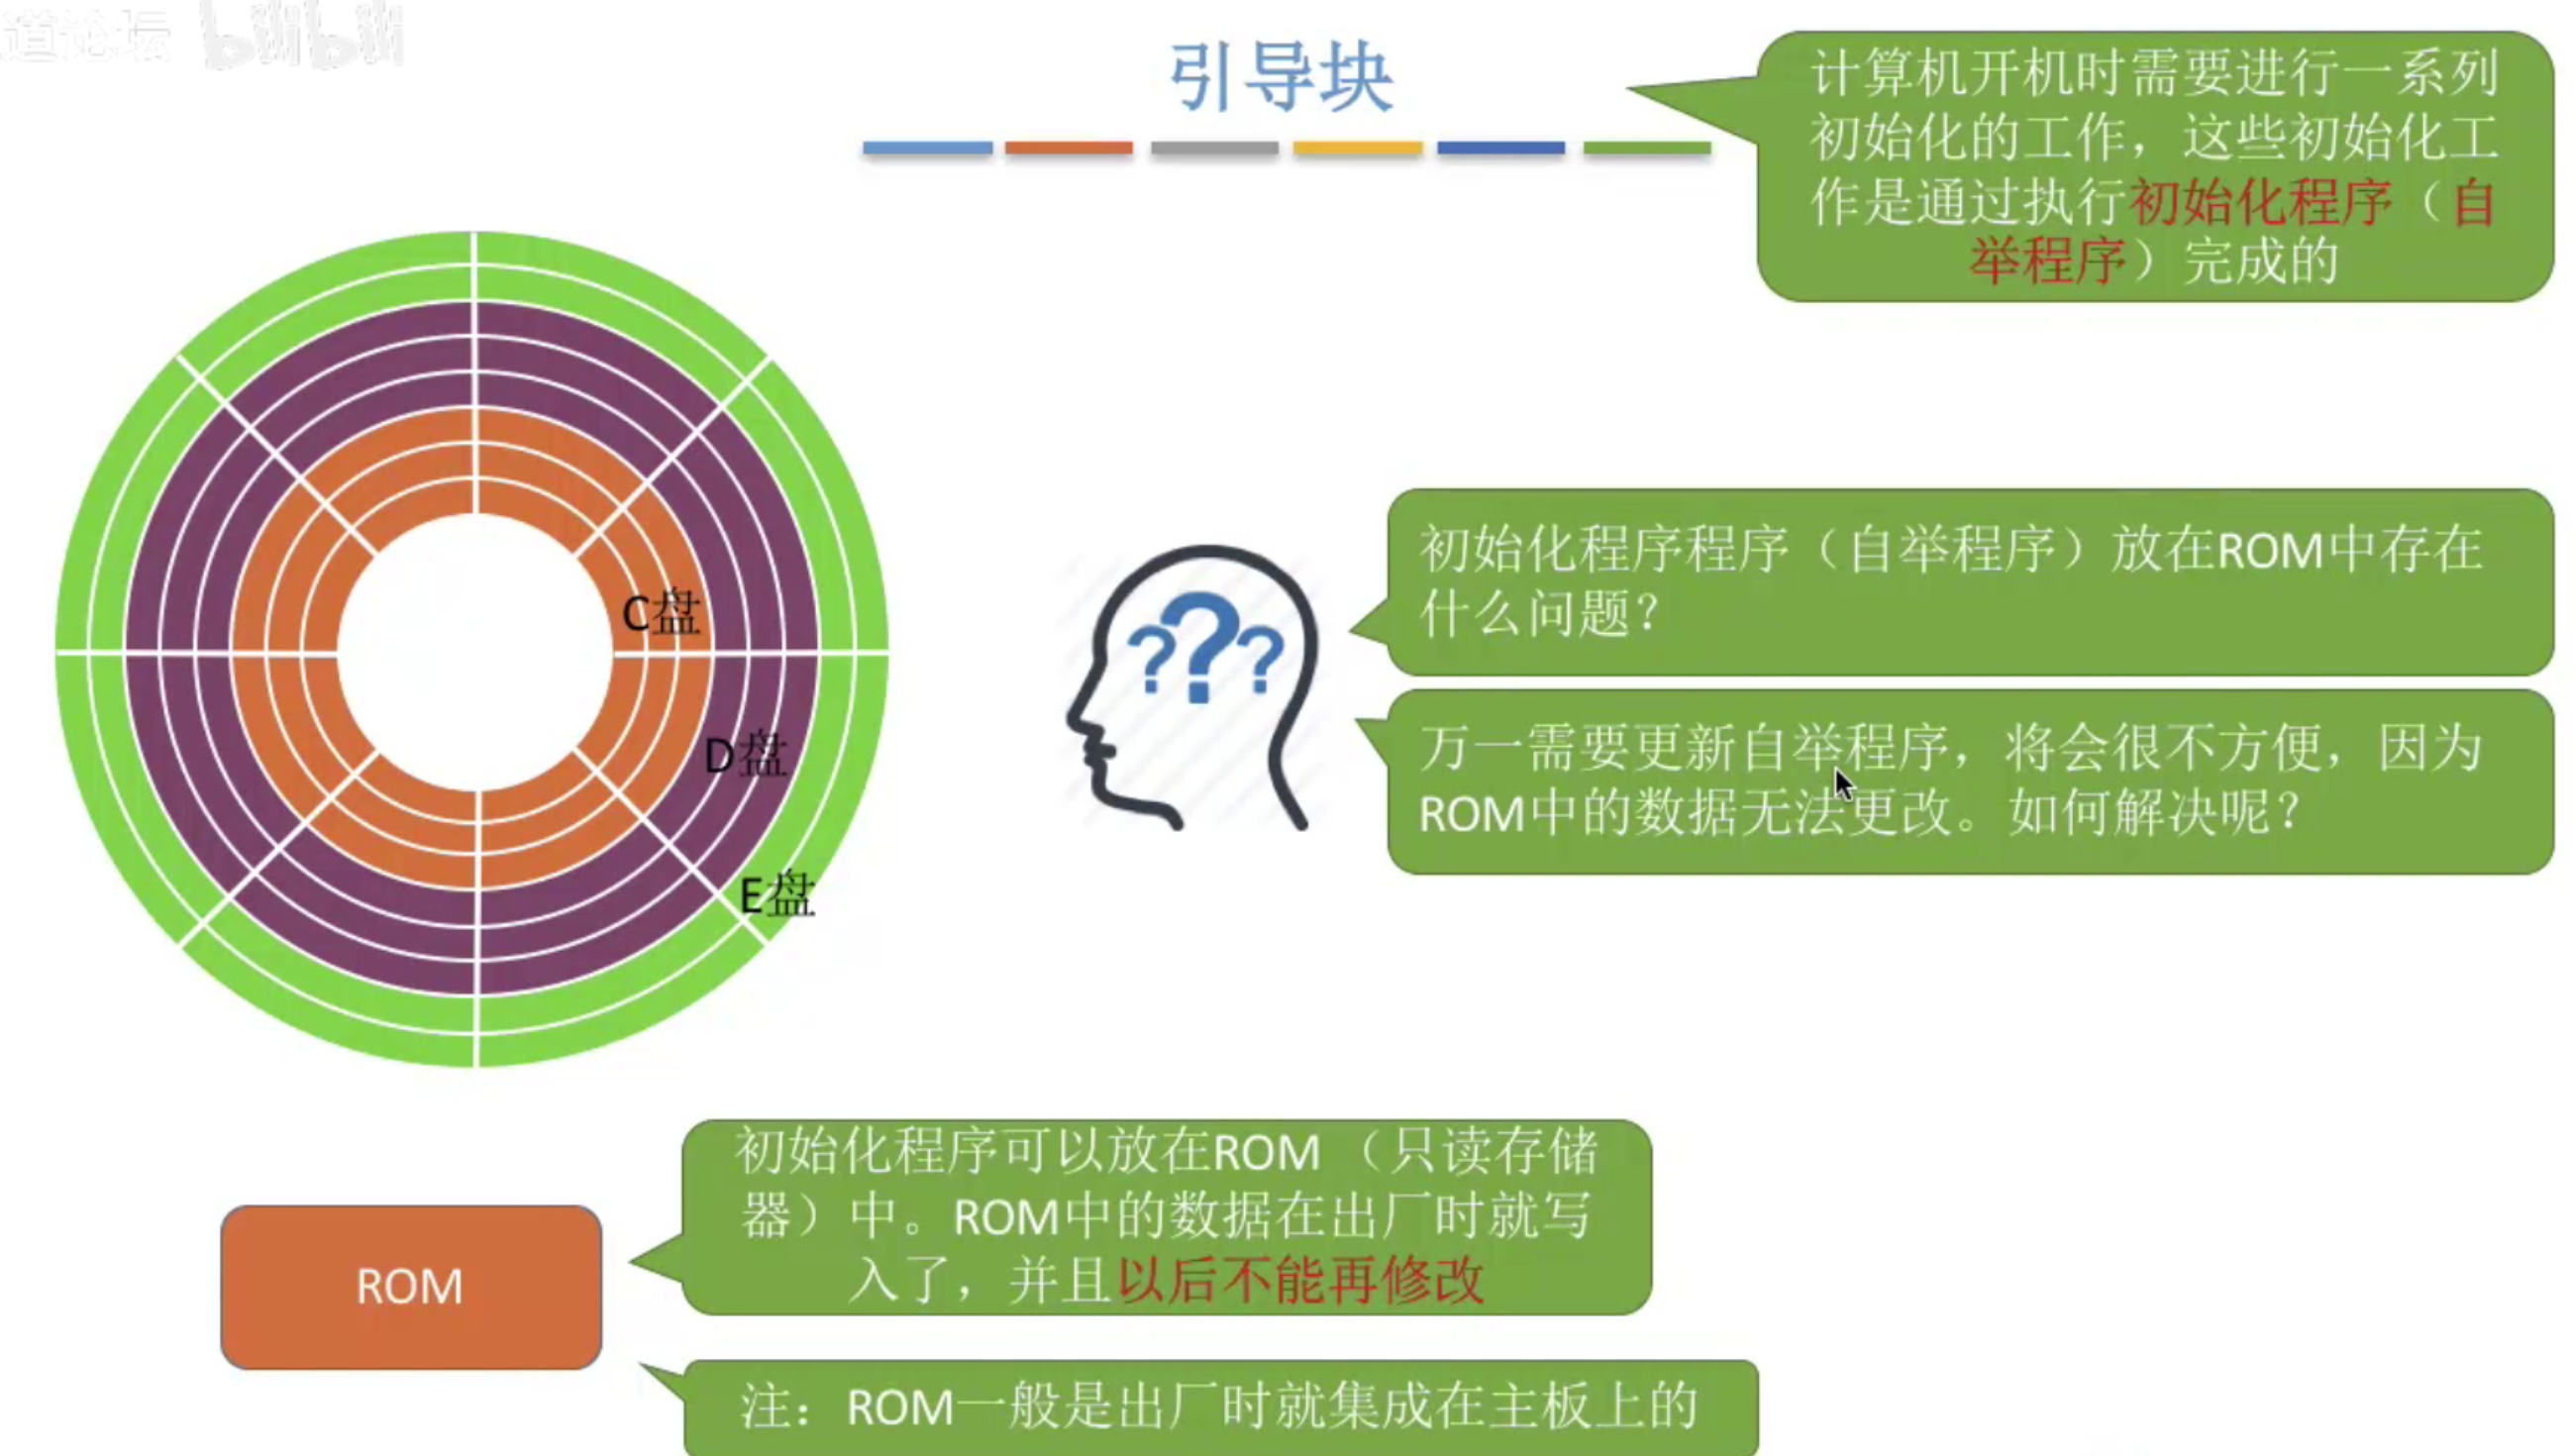 道论坛 bilibili
引导块
计算机开机时需要进行一系列
初始化的工作，这些初始化工
作是通过执行初始化程序（自
举程序）完成的
C盘
D盘
E盘
? ? ?
初始化程序程序（自举程序）放在ROM中存在
什么问题？
万一需要更新自举程序，将会很不方便，因为
ROM中的数据无法更改。如何解决呢？
ROM
初始化程序可以放在ROM（只读存储
器）中。ROM中的数据在出厂时就写
入了，并且以后不能再修改
注：ROM一般是出厂时就集成在主板上的